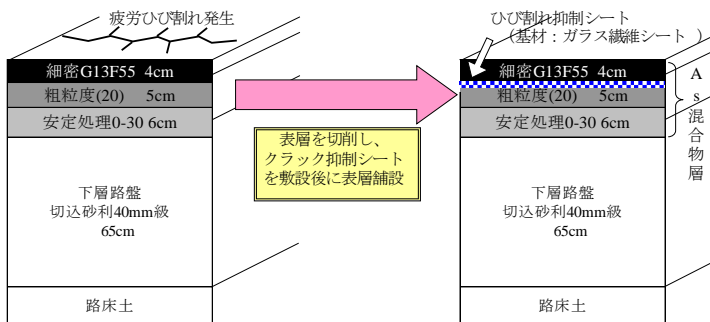 疲労ひび割れ発生
細密G13F55 4cm
粗粒度(20) 5cm
安定処理0-30 6cm
下層路盤
切込砂利40mm級
65cm
路床土
表層を切削し、
クラック抑制シート
を敷設後に表層舗設
ひび割れ抑制シート
(基材：ガラス繊維シート )
細密G13F55 4cm
粗粒度(20) 5cm
安定処理0-30 6cm
As混合物層
下層路盤
切込砂利40mm級
65cm
路床土